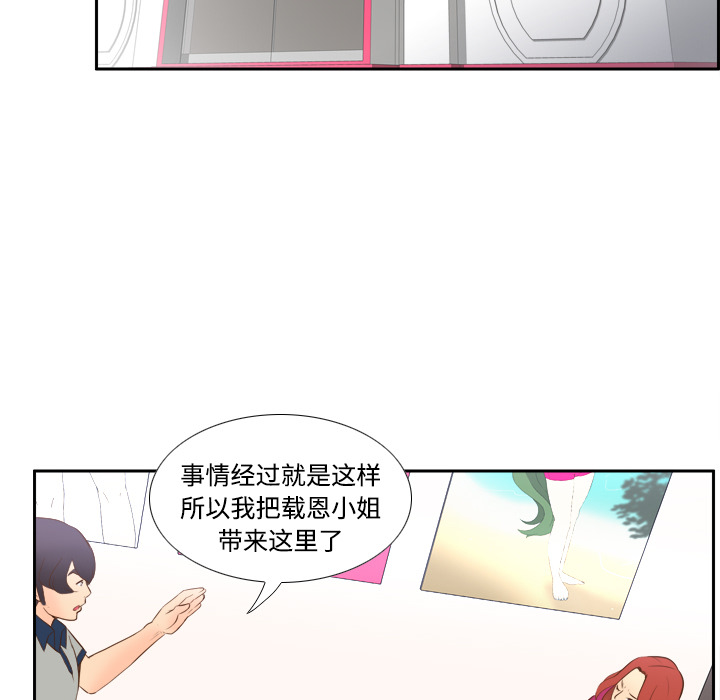 事情经过就是这样
所以我把载恩小姐
带来这里了